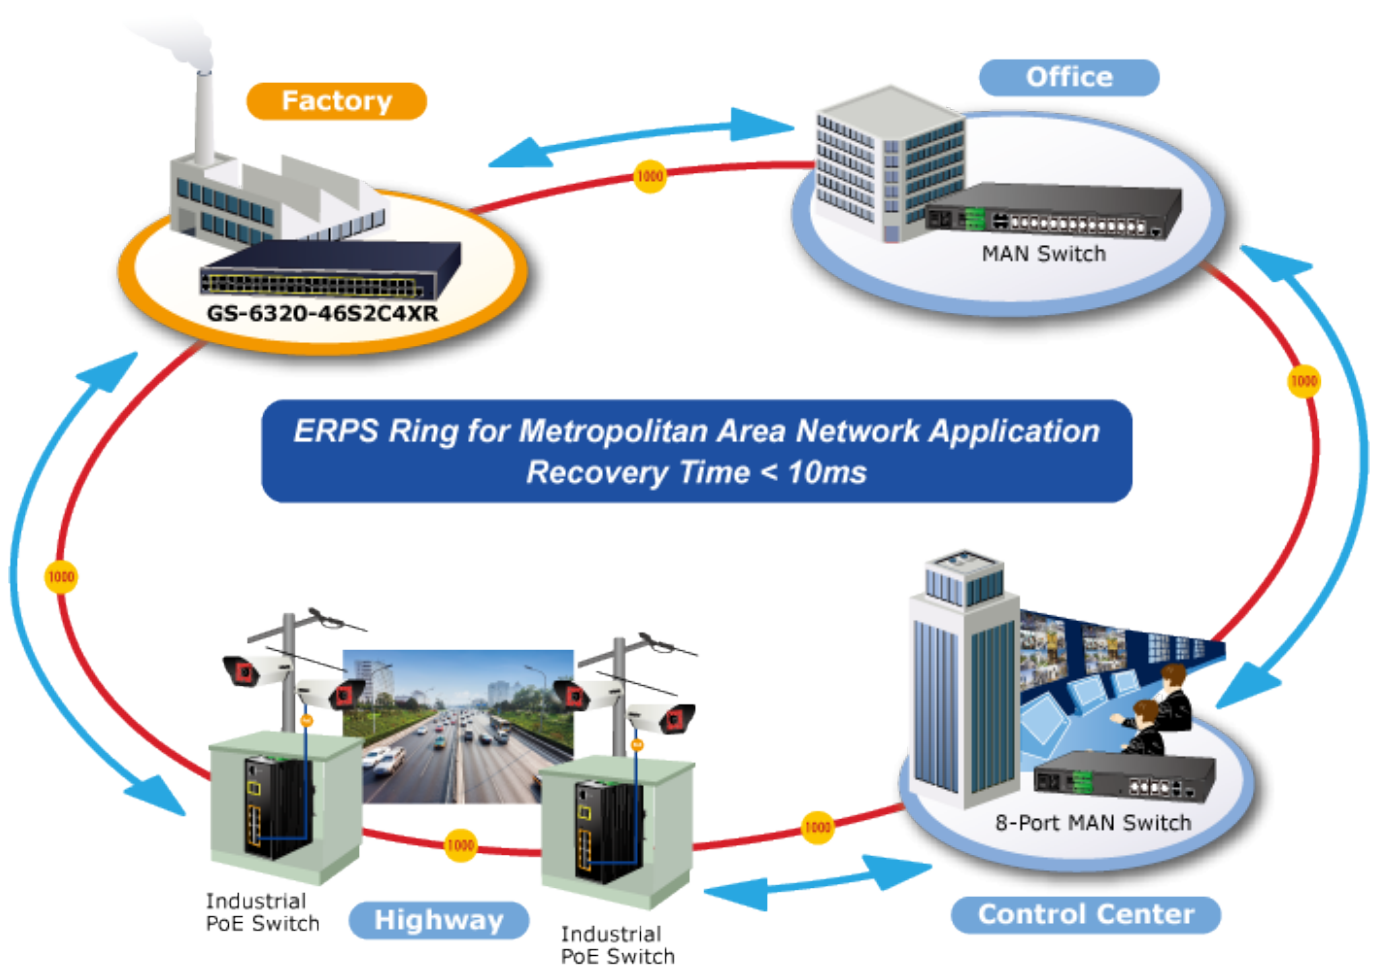 Office
Factory
1000
MAN Switch
GS-6320-46S2C4XR
1000
ERPS Ring for Metropolitan Area Network Application
Recovery Time < 10ms
1000
1000
1000
8-Port MAN Switch
Industrial
PoE Switch
Highway
Industrial
PoE Switch
Control Center